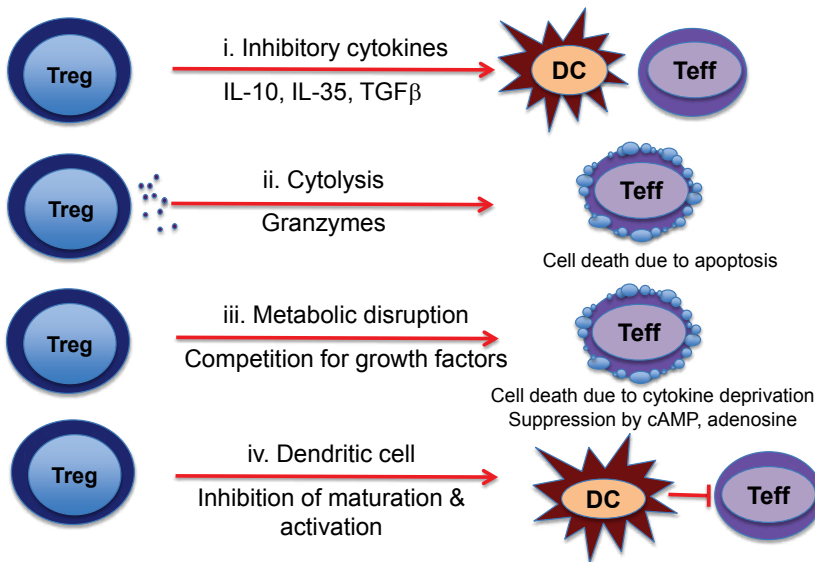 Treg
i. Inhibitory cytokines
IL-10, IL-35, TGFβ
DC
Teff
Treg
ii. Cytolysis
Granzymes
Teff
Cell death due to apoptosis
Treg
iii. Metabolic disruption
Competition for growth factors
Teff
Cell death due to cytokine deprivation
Suppression by cAMP, adenosine
Treg
iv. Dendritic cell
Inhibition of maturation &
activation
DC
Teff